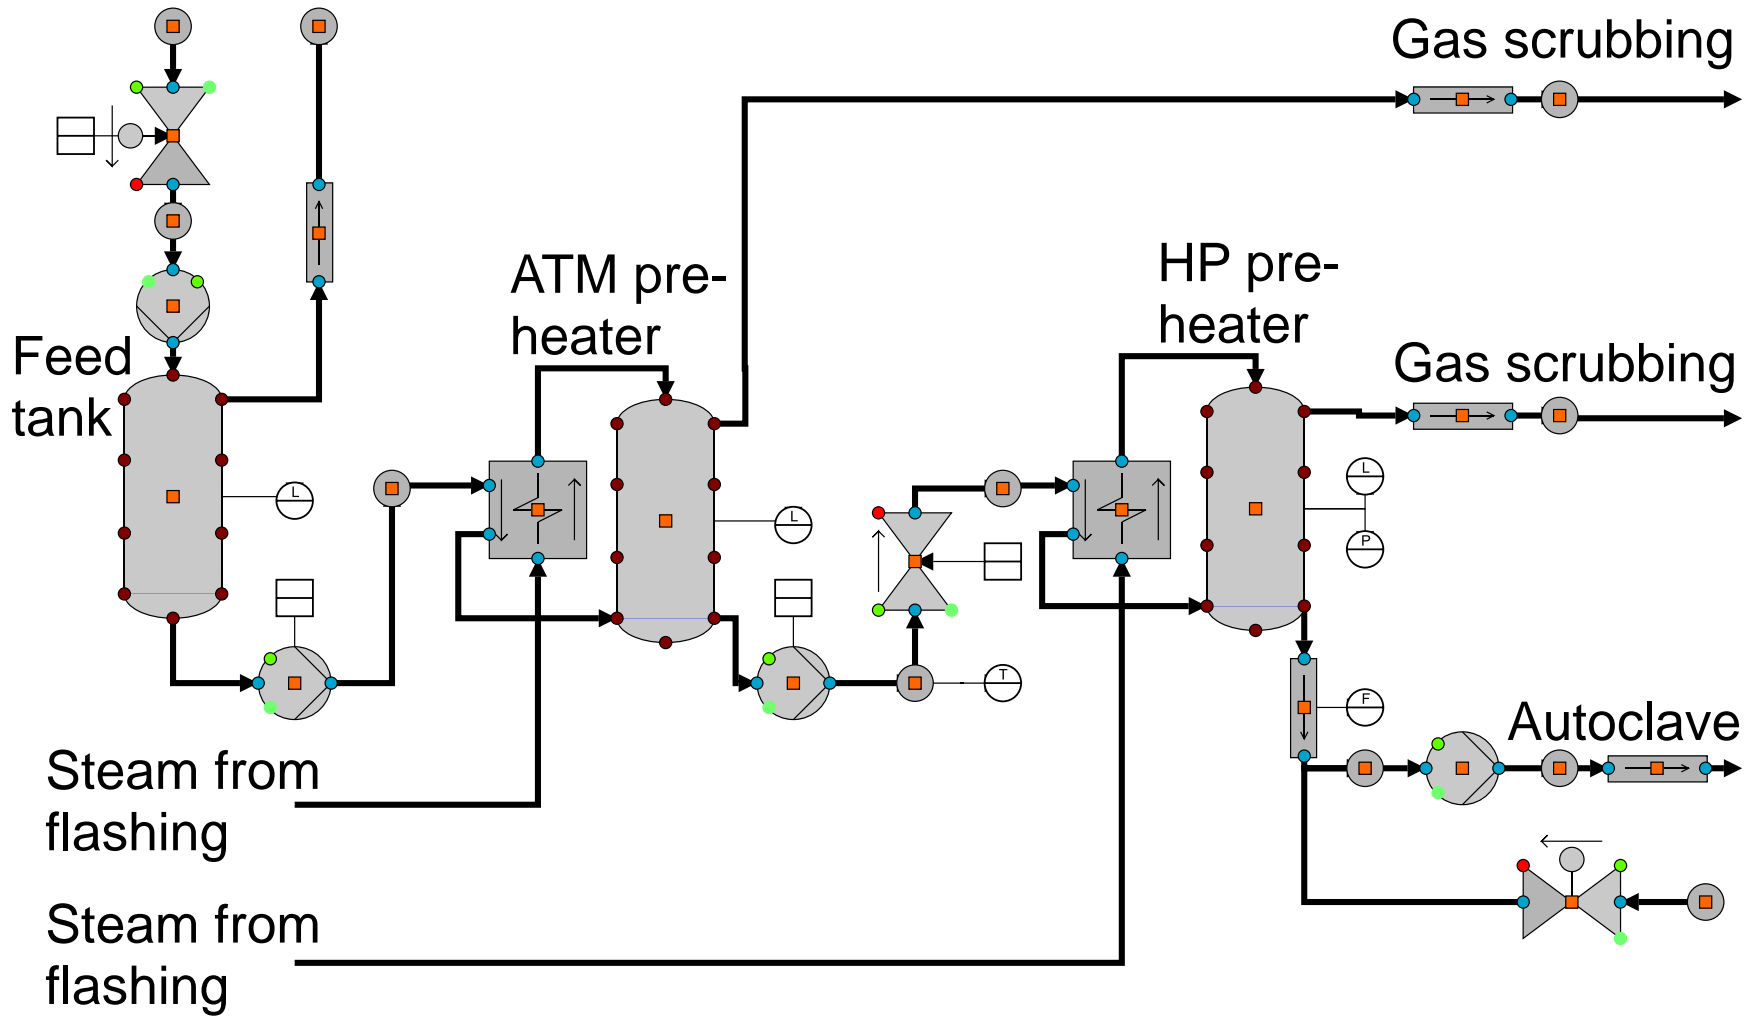 Gas scrubbing
ATM pre-
heater
HP pre-
heater
Feed
tank
Gas scrubbing
L
L
L
P
T
F
Autoclave
Steam from
flashing
Steam from
flashing